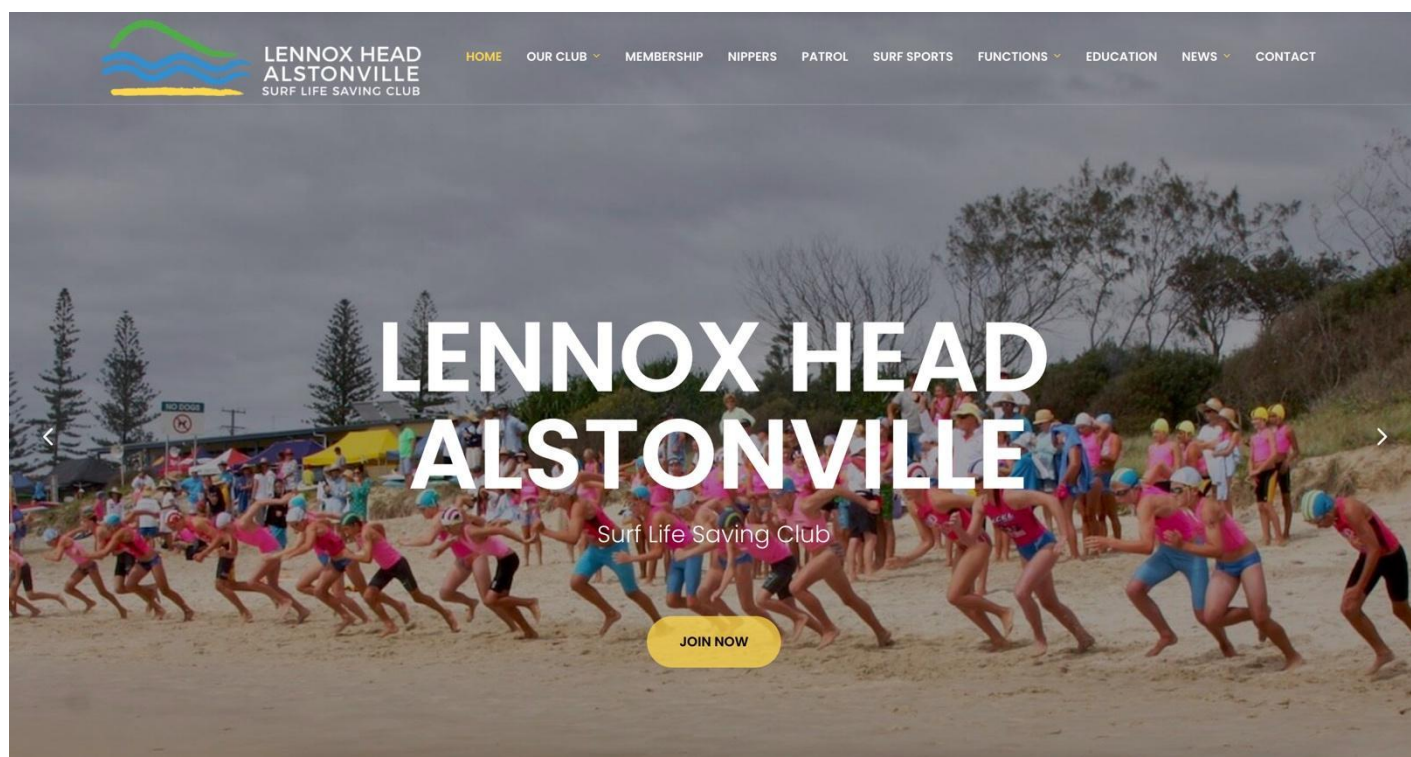 LENNOX HEAD
ALSTONVILLE
SURF LIFE SAVING CLUB
HOME OUR CLUB MEMBERSHIP NIPPERS PATROL SURF SPORTS FUNCTIONS EDUCATION NEWS CONTACT
NO DOGS
LENNOX HEAD
ALSTONVILLE
Surf Life Saving Club
JOIN NOW